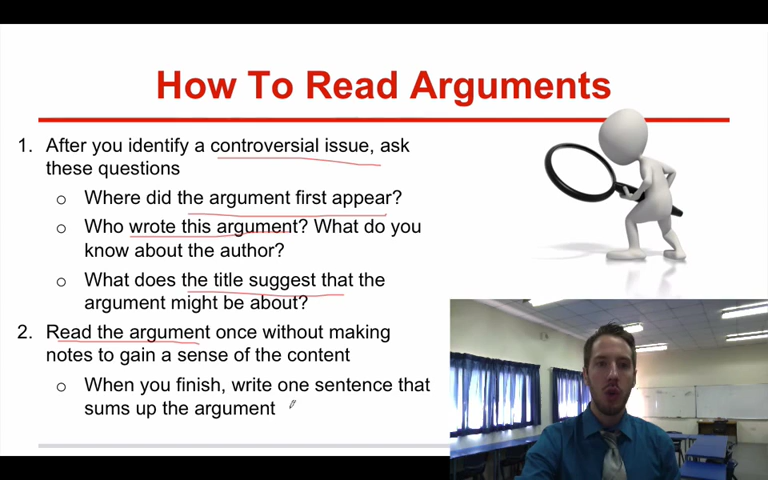 How To Read Arguments
1. After you identify a controversial issue, ask
these questions
o Where did the argument first appear?
o Who wrote this argument? What do you
know about the author?
o What does the title suggest that the
argument might be about?
2. Read the argument once without making
notes to gain a sense of the content
o When you finish, write one sentence that
sums up the argument